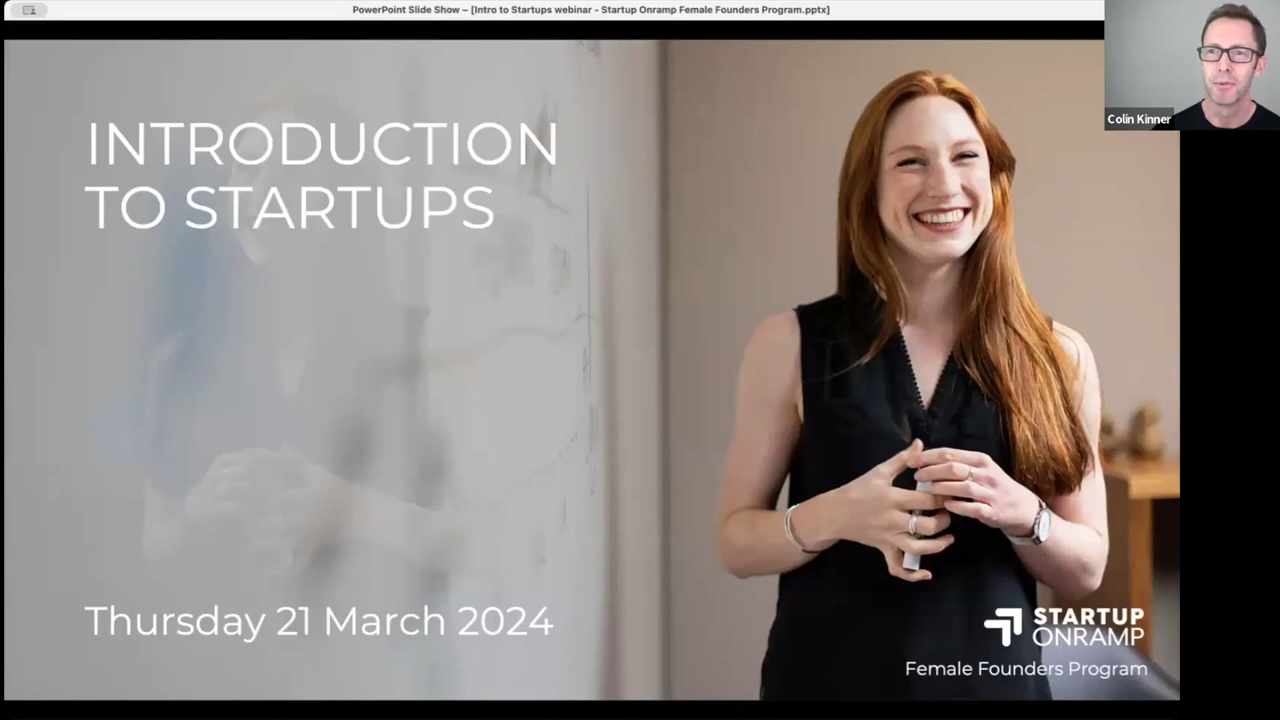 PowerPoint Slide Show – [Intro to Startups webinar - Startup Onramp Female Founders Program.pptx]
Colin Kinner
INTRODUCTION
TO STARTUPS
Thursday 21 March 2024
STARTUP
ONRAMP
Female Founders Program